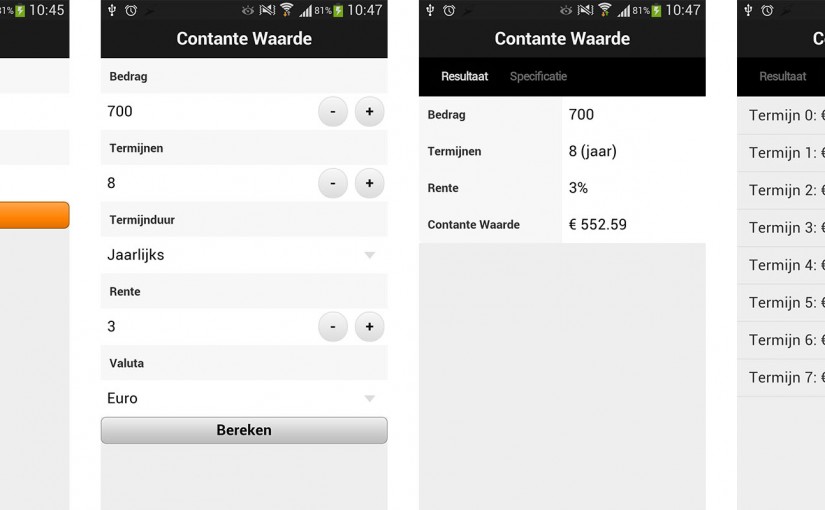 81% 10:45
81% 10:47
Contante Waarde
Bedrag
700
- +
Termijnen
8
- +
Termijnduur
Jaarlijks
Rente
3
- +
Valuta
Euro
Bereken
81% 10:47
Contante Waarde
Resultaat Specificatie
Bedrag 700
Termijnen 8 (jaar)
Rente 3%
Contante Waarde € 552.59
C
Resultaat
Termijn 0: €
Termijn 1: €
Termijn 2: €
Termijn 3: €
Termijn 4: €
Termijn 5: €
Termijn 6: €
Termijn 7: €